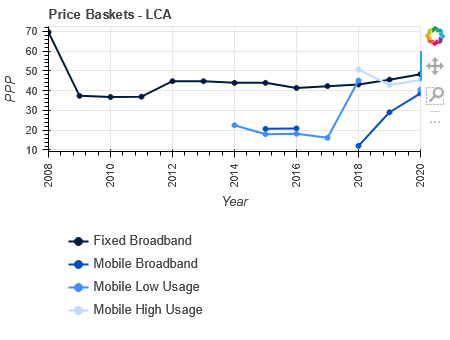 Price Baskets - LCA
70
60
50
40
30
20
10
PPP
2008
2010
2012
2014
2016
2018
2020
Year
Fixed Broadband
Mobile Broadband
Mobile Low Usage
Mobile High Usage